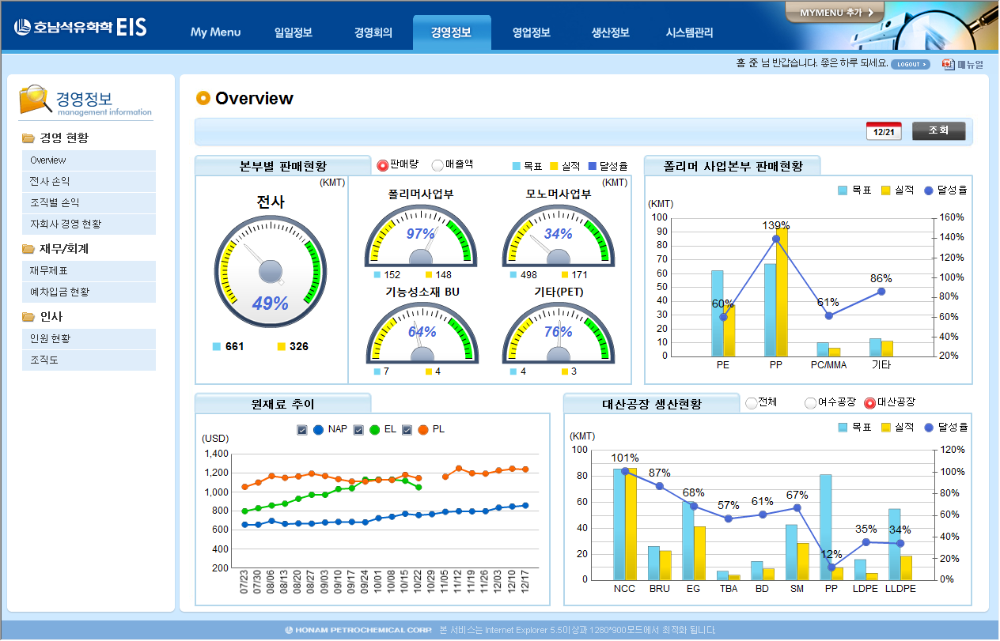 호남석유화학 EIS
My Menu 일일정보 경영회의 경영정보 영업정보 생산정보 시스템관리
MYMENU 추가
홍 준 님 반갑습니다. 좋은 하루 되세요. LOGOUT 메뉴얼
경영정보
management information
경영 현황
Overview
전사 손익
조직별 손익
자회사 경영 현황
재무/회계
재무제표
예차입금 현황
인사
인원 현황
조직도
Overview
12/21 조회
본부별 판매현황 판매량 매출액 목표 실적 달성율
(KMT)
전사
49%
661 326
(KMT)
폴리머사업부 모노머사업부
97% 34%
152 148 498 171
기능성소재 BU 기타(PET)
64% 76%
7 4 4 3
폴리머 사업본부 판매현황
목표 실적 달성율
(KMT)
100 160%
90
80 140%
70 120%
60
50 100%
40 80%
30 60%
20
10 40%
0 20%
60% 139% 61% 86%
PE PP PC/MMA 기타
원재료 추이
NAP EL PL
(USD)
1,400
1,200
1,000
800
600
400
200
07/23 07/30 08/06 08/13 08/20 08/27 09/03 09/10 09/17 09/24 10/01 10/08 10/15 10/22 10/29 11/05 11/12 11/19 11/26 12/03 12/10 12/17
대산공장 생산현황 전체 여수공장 대산공장
목표 실적 달성율
(KMT)
100 120%
80 100%
60 80%
40 60%
20 40%
0 20%
0%
101% 87% 68% 57% 61% 67% 12% 35% 34%
NCC BRU EG TBA BD SM PP LDPE LLDPE
HONAM PETROCHEMICAL CORP. 본 서비스는 Internet Explorer 5.5이상과 1280*900모드에서 최적화 됩니다.